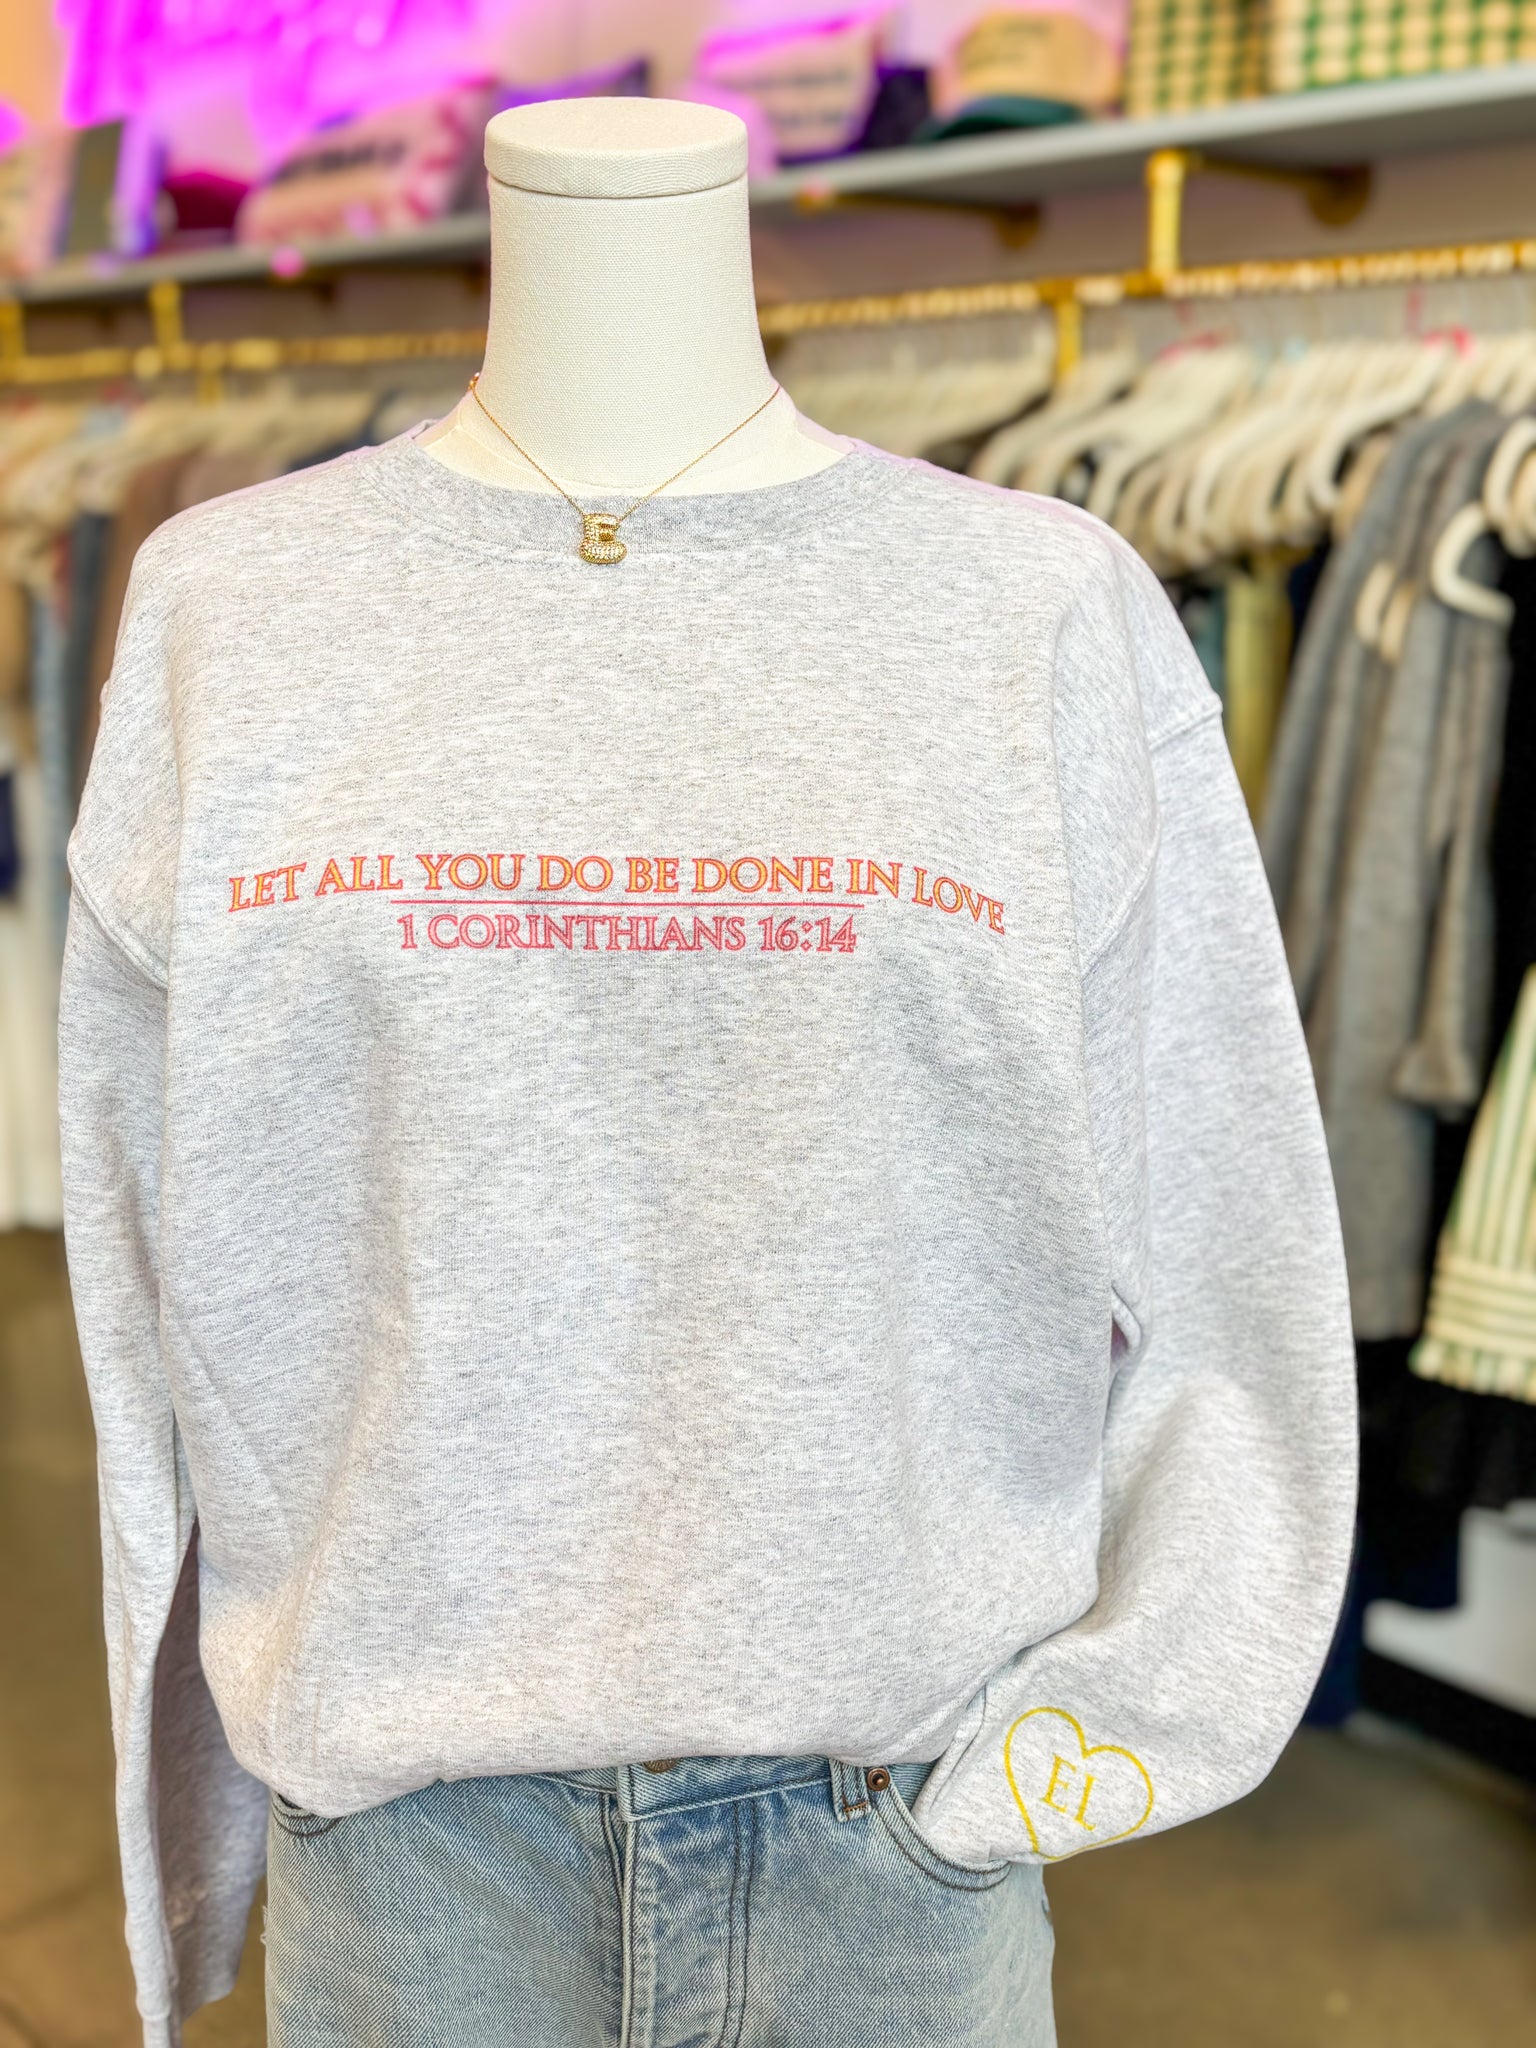 LET ALL YOU DO BE DONE IN LOVE
1 CORINTHIANS 16:14
E
EL